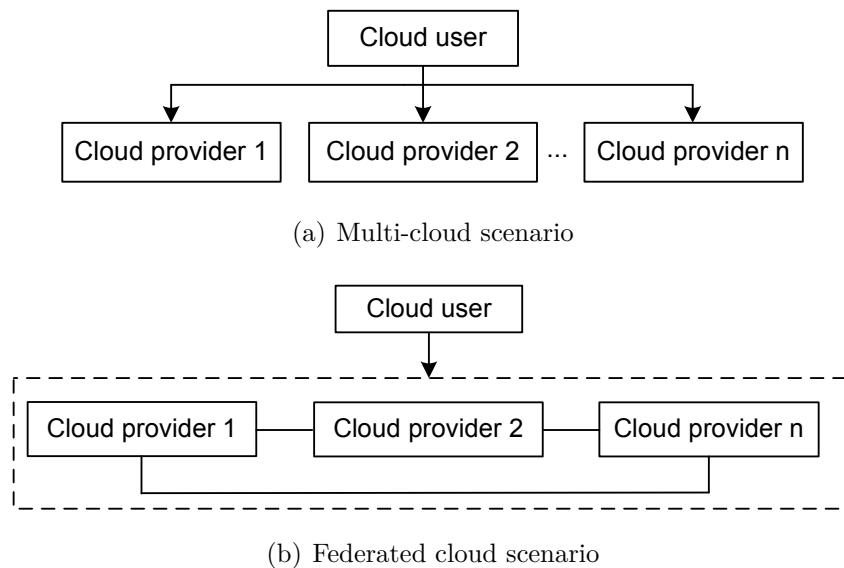 Cloud user
Cloud provider 1 Cloud provider 2 ... Cloud provider n
(a) Multi-cloud scenario
Cloud user
Cloud provider 1 Cloud provider 2 Cloud provider n
(b) Federated cloud scenario